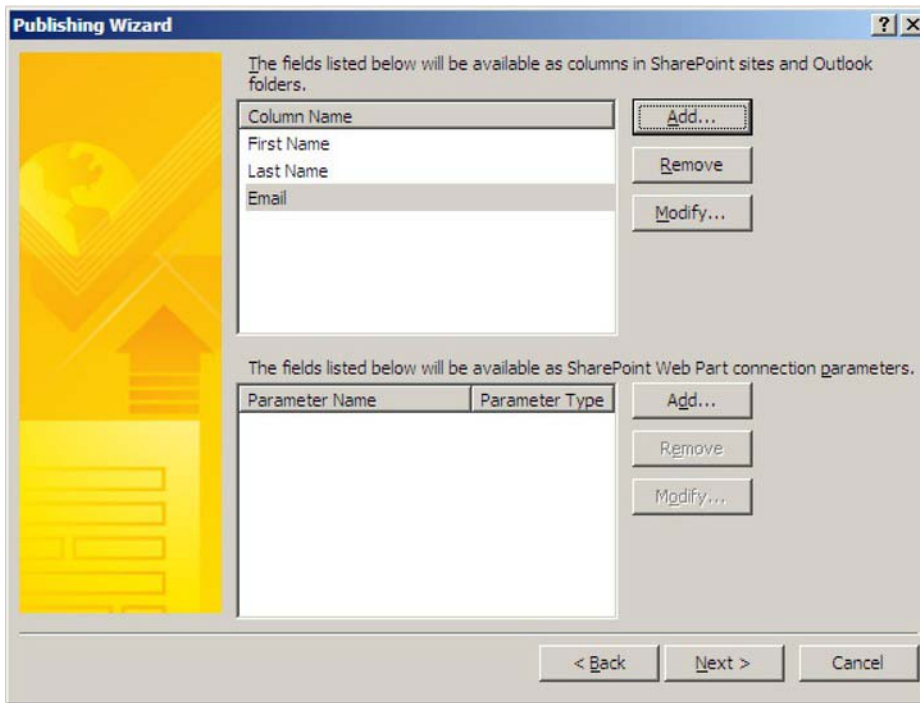 Publishing Wizard
The fields listed below will be available as columns in SharePoint sites and Outlook
folders.
Column Name
Add...
First Name
Last Name
Remove
Email
Modify...
The fields listed below will be available as SharePoint Web Part connection parameters.
Parameter Name Parameter Type
Add...
Remove
Modify...
< Back Next > Cancel